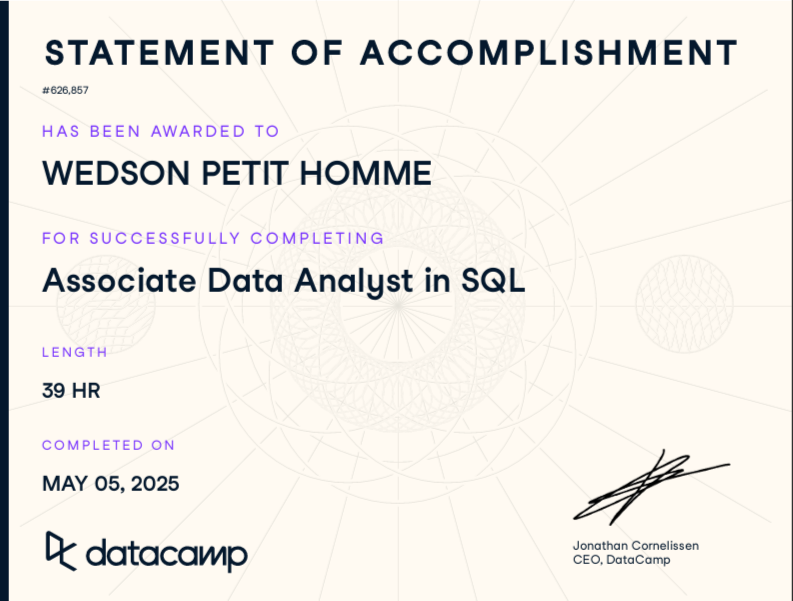 STATEMENT OF ACCOMPLISHMENT
#626,857
HAS BEEN AWARDED TO
WEDSON PETIT HOMME
FOR SUCCESSFULLY COMPLETING
Associate Data Analyst in SQL
LENGTH
39 HR
COMPLETED ON
MAY 05, 2025
datacamp
Jonathan Cornelissen
CEO, DataCamp